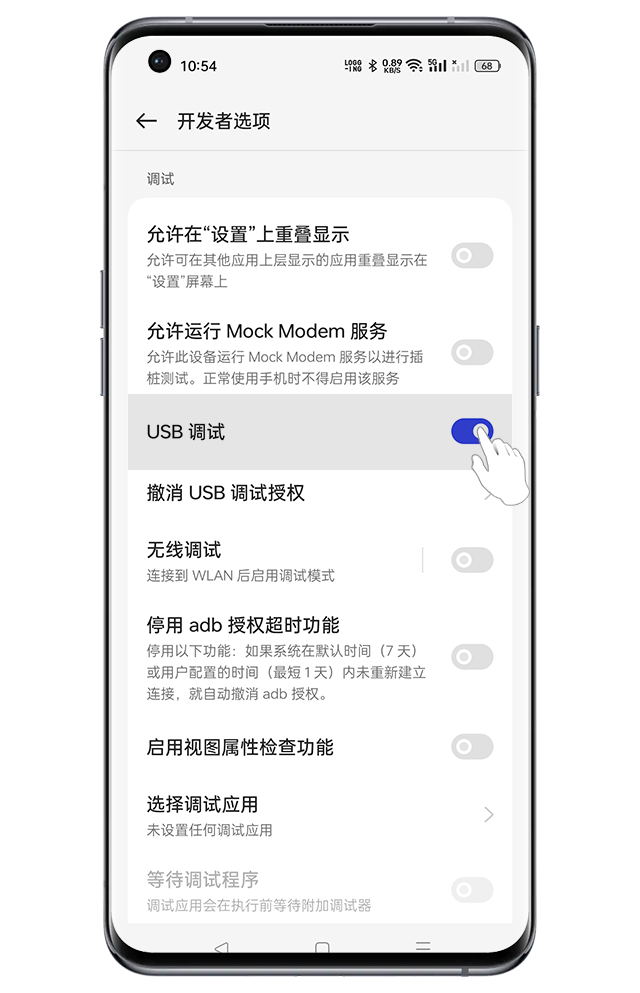 10:54
LOGG
-ING
0.89
KB/S
5G
68
开发者选项
调试
允许在“设置”上重叠显示
允许可在其他应用上层显示的应用重叠显示在
“设置”屏幕上
允许运行 Mock Modem 服务
允许此设备运行 Mock Modem 服务以进行插
桩测试。正常使用手机时不得启用该服务
USB 调试
撤消 USB 调试授权
无线调试
连接到 WLAN 后启用调试模式
停用 adb 授权超时功能
停用以下功能：如果系统在默认时间（7 天）
或用户配置的时间（最短 1 天）内未重新建立
连接，就自动撤消 adb 授权。
启用视图属性检查功能
选择调试应用
未设置任何调试应用
等待调试程序
调试应用会在执行前等待附加调试器